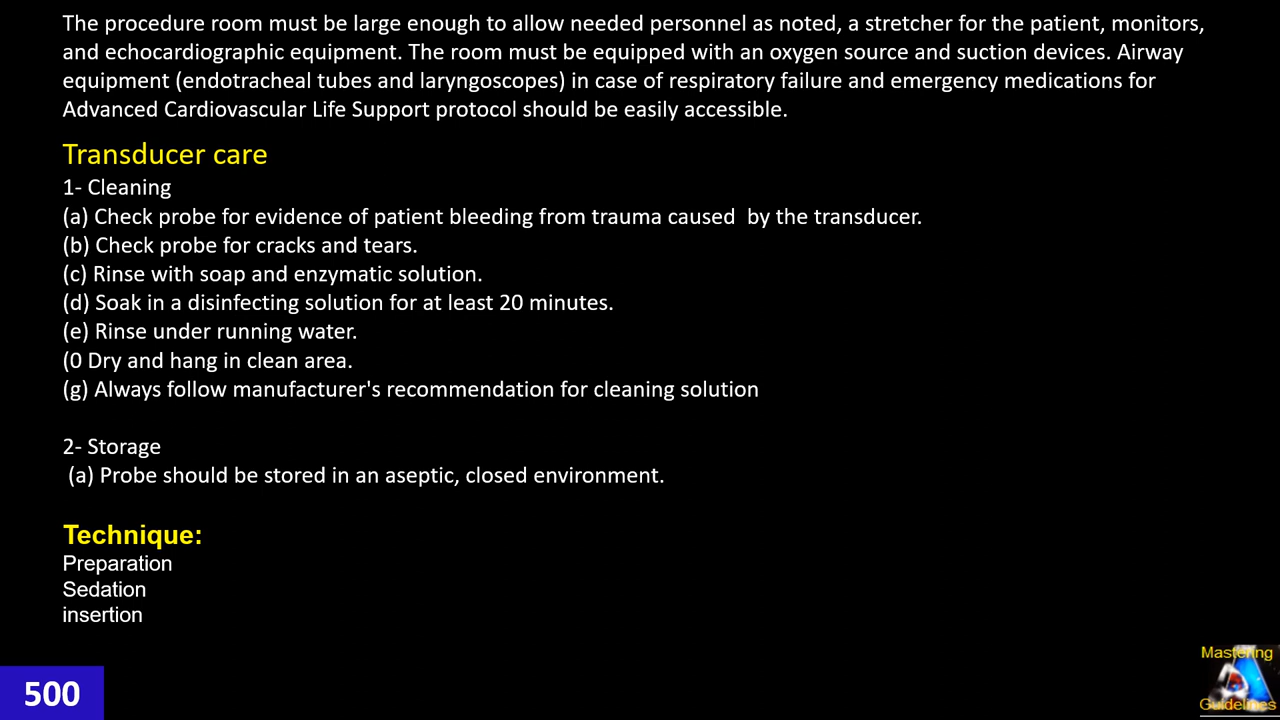 The procedure room must be large enough to allow needed personnel as noted, a stretcher for the patient, monitors,
and echocardiographic equipment. The room must be equipped with an oxygen source and suction devices. Airway
equipment (endotracheal tubes and laryngoscopes) in case of respiratory failure and emergency medications for
Advanced Cardiovascular Life Support protocol should be easily accessible.
Transducer care
1- Cleaning
(a) Check probe for evidence of patient bleeding from trauma caused  by the transducer.
(b) Check probe for cracks and tears.
(c) Rinse with soap and enzymatic solution.
(d) Soak in a disinfecting solution for at least 20 minutes.
(e) Rinse under running water.
(0 Dry and hang in clean area.
(g) Always follow manufacturer's recommendation for cleaning solution
2- Storage
(a) Probe should be stored in an aseptic, closed environment.
Technique:
Preparation
Sedation
insertion
500
Mastering
Guidelines